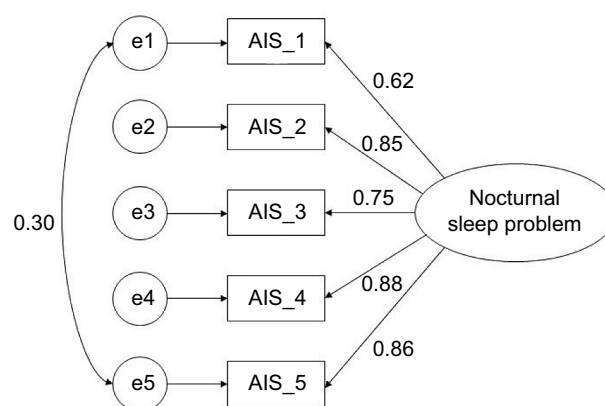 e1
AIS_1
0.62
e2
AIS_2
0.85
e3
AIS_3
0.75
Nocturnal
sleep problem
0.30
e4
AIS_4
0.88
0.86
e5
AIS_5